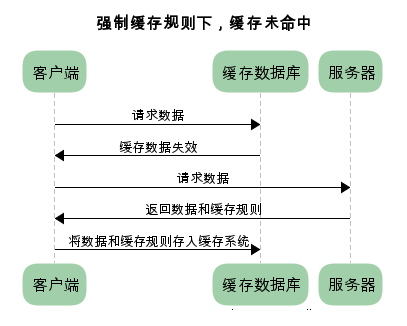 强制缓存规则下，缓存未命中
客户端
缓存数据库
服务器
请求数据
缓存数据失效
请求数据
返回数据和缓存规则
将数据和缓存规则存入缓存系统
客户端
缓存数据库
服务器